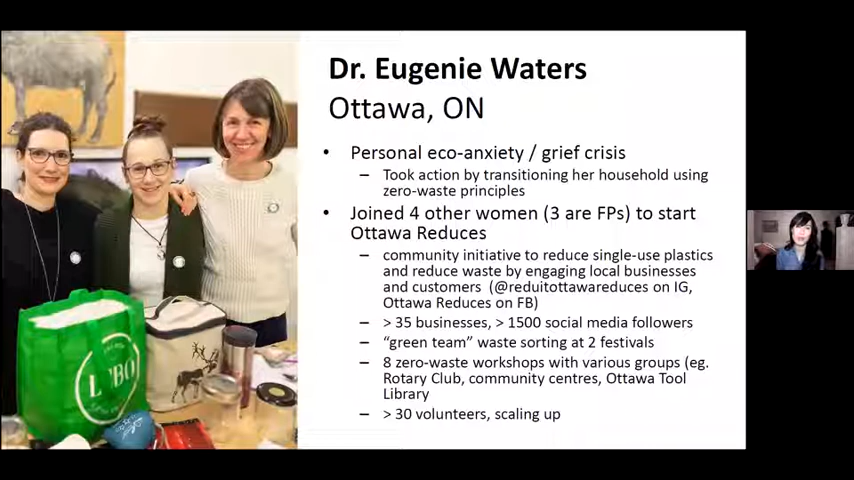 Dr. Eugenie Waters
Ottawa, ON
• Personal eco-anxiety / grief crisis
– Took action by transitioning her household using
zero-waste principles
• Joined 4 other women (3 are FPs) to start
Ottawa Reduces
– community initiative to reduce single-use plastics
and reduce waste by engaging local businesses
and customers (@reduitottawareduces on IG,
Ottawa Reduces on FB)
– > 35 businesses, > 1500 social media followers
– “green team” waste sorting at 2 festivals
– 8 zero-waste workshops with various groups (eg.
Rotary Club, community centres, Ottawa Tool
Library
– > 30 volunteers, scaling up